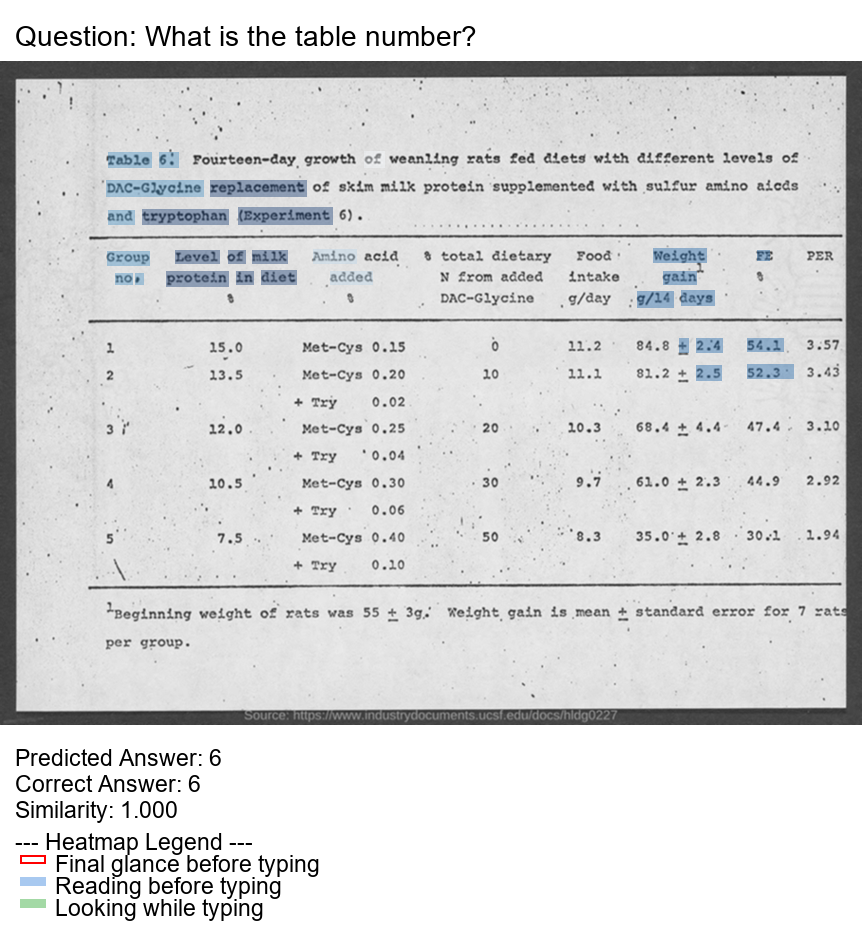 Question: What is the table number?
Table 6. Fourteen-day growth of weanling rats fed diets with different levels of
DAC-Glycine replacement of skim milk protein supplemented with sulfur amino aicds
and tryptophan (Experiment 6).
Group Level of milk Amino acid % total dietary Food Weight FE PER
no. protein in diet added N from added intake gain1 %
% % DAC-Glycine g/day g/14 days
1 15.0 Met-Cys 0.15 0 11.2 84.8 ± 2.4 54.1 3.57
2 13.5 Met-Cys 0.20 10 11.1 81.2 ± 2.5 52.3 3.43
+ Try 0.02
3 12.0 Met-Cys 0.25 20 10.3 68.4 ± 4.4 47.4 3.10
+ Try 0.04
4 10.5 Met-Cys 0.30 30 9.7 61.0 ± 2.3 44.9 2.92
+ Try 0.06
5 7.5 Met-Cys 0.40 50 8.3 35.0 ± 2.8 30.1 1.94
+ Try 0.10
1Beginning weight of rats was 55 ± 3g. Weight gain is mean ± standard error for 7 rats
per group.
Source: https://www.industrydocuments.ucsf.edu/docs/hldg0227
Predicted Answer: 6
Correct Answer: 6
Similarity: 1.000
--- Heatmap Legend ---
Final glance before typing
Reading before typing
Looking while typing